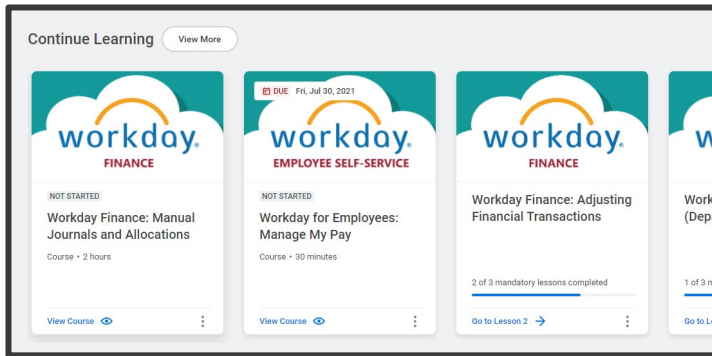 Continue Learning View More
workday.
FINANCE
NOT STARTED
Workday Finance: Manual
Journals and Allocations
Course • 2 hours
View Course
DUE Fri, Jul 30, 2021
workday.
EMPLOYEE SELF-SERVICE
NOT STARTED
Workday for Employees:
Manage My Pay
Course • 30 minutes
View Course
workday.
FINANCE
Workday Finance: Adjusting
Financial Transactions
2 of 3 mandatory lessons completed
Go to Lesson 2